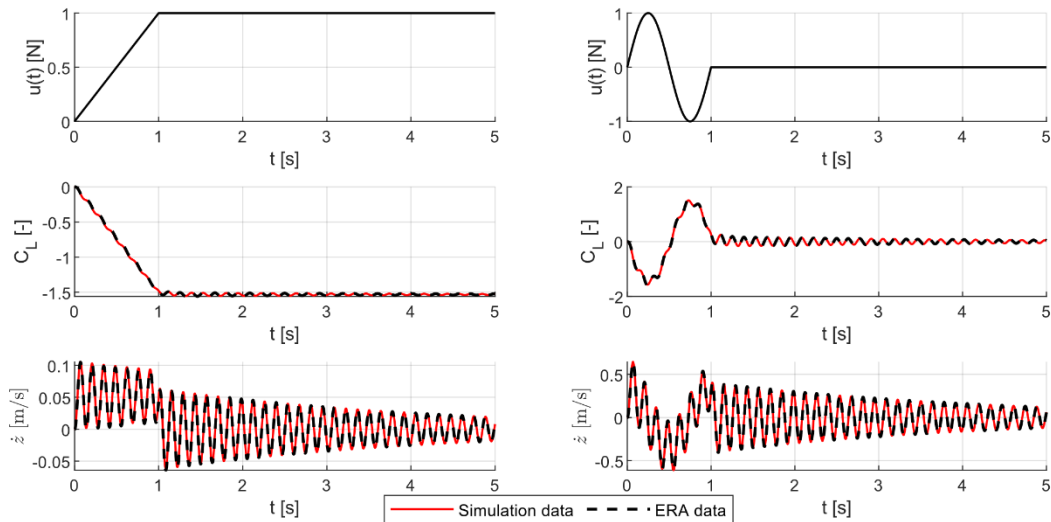 u(t) [N]
1
0.5
0
0 1 2 3 4 5
t [s]
u(t) [N]
1
0
-1
0 1 2 3 4 5
t [s]
C_L [-]
0
-0.5
-1
-1.5
0 1 2 3 4 5
t [s]
C_L [-]
2
0
-2
0 1 2 3 4 5
t [s]
ż [m/s]
0.1
0.05
0
-0.05
0 1 2 3 4 5
t [s]
ż [m/s]
0.5
0
-0.5
0 1 2 3 4 5
t [s]
Simulation data ERA data